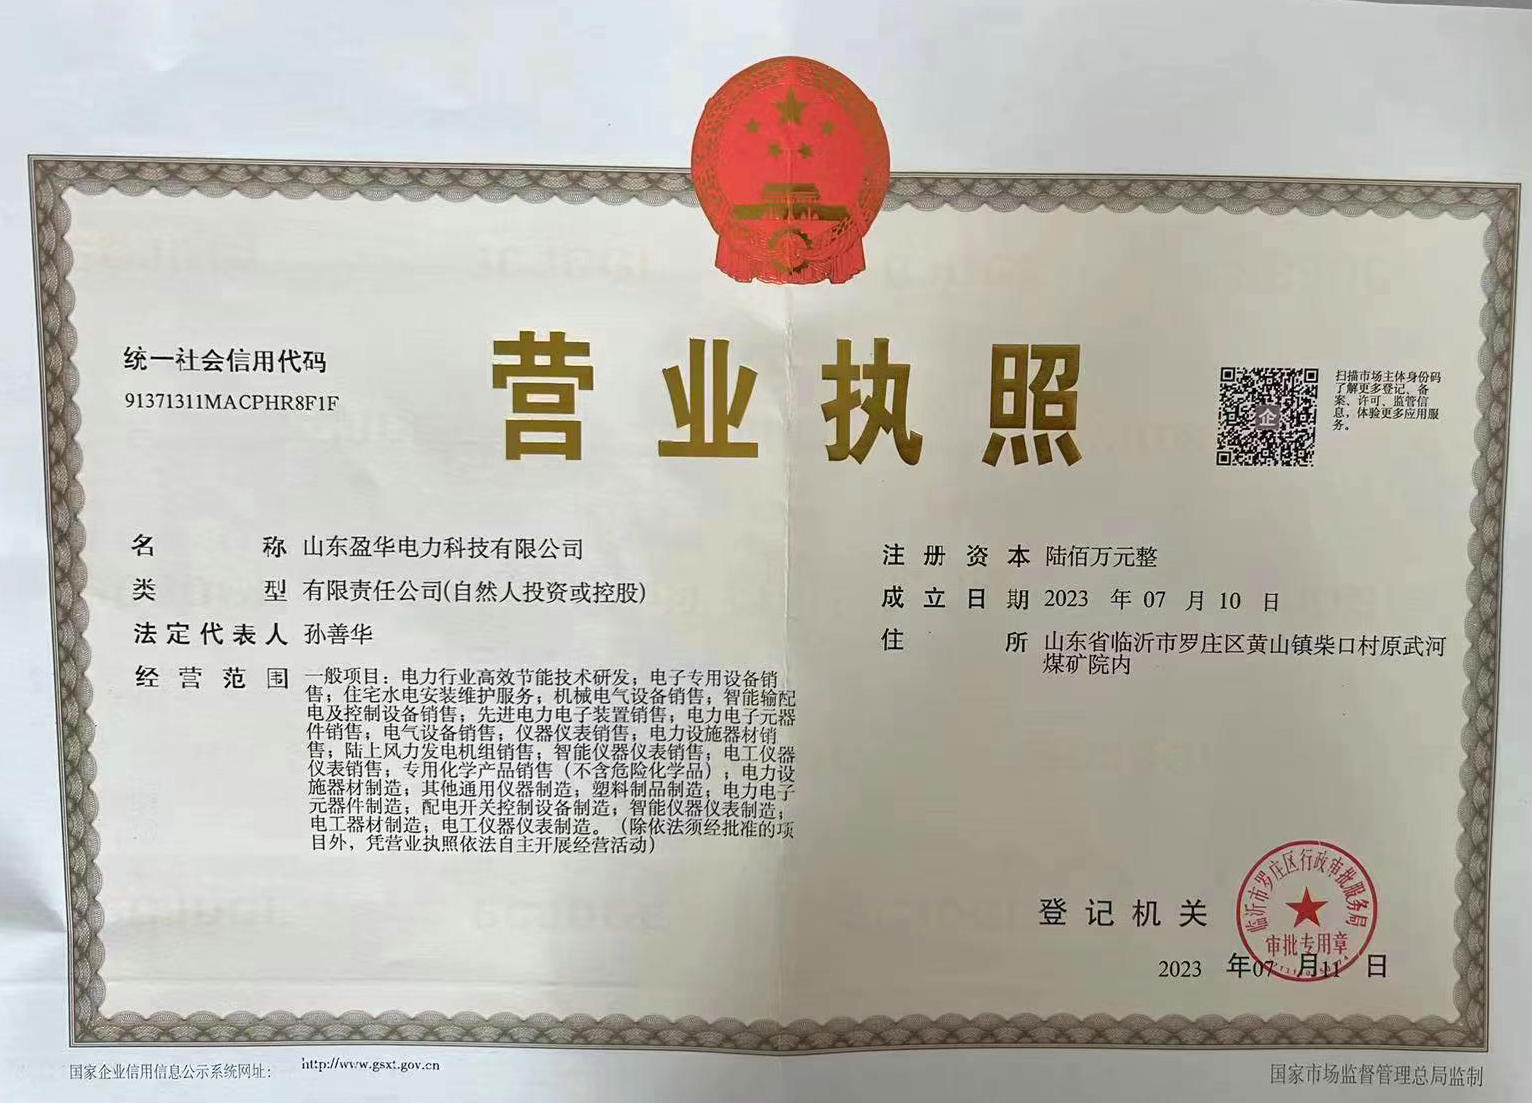 营业执照
统一社会信用代码
91371311MACPHR8F1F
企
扫描市场主体身份码
了解更多登记、备
案、许可、监管信
息，体验更多应用服
务。
名称 山东盈华电力科技有限公司
类型 有限责任公司(自然人投资或控股)
法定代表人 孙善华
经营范围 一般项目：电力行业高效节能技术研发；电子专用设备销
售；住宅水电安装维护服务；机械电气设备销售；智能输配
电及控制设备销售；先进电力电子装置销售；电力电子元器
件销售；电气设备销售；仪器仪表销售；电力设施器材销
售；陆上风力发电机组销售；智能仪器仪表销售；电工仪器
仪表销售；专用化学产品销售（不含危险化学品）；电力设
施器材制造；其他通用仪器制造；塑料制品制造；电力电子
元器件制造；配电开关控制设备制造；智能仪器仪表制造；
电工器材制造；电工仪器仪表制造。（除依法须经批准的项
目外，凭营业执照依法自主开展经营活动）
注册资本 陆佰万元整
成立日期 2023 年 07 月 10 日
住所 山东省临沂市罗庄区黄山镇柴口村原武河
煤矿院内
登记机关
临沂市罗庄区行政审批服务局
审批专用章
2023 年 07 月 11 日
国家企业信用信息公示系统网址： http://www.gsxt.gov.cn
国家市场监督管理总局监制